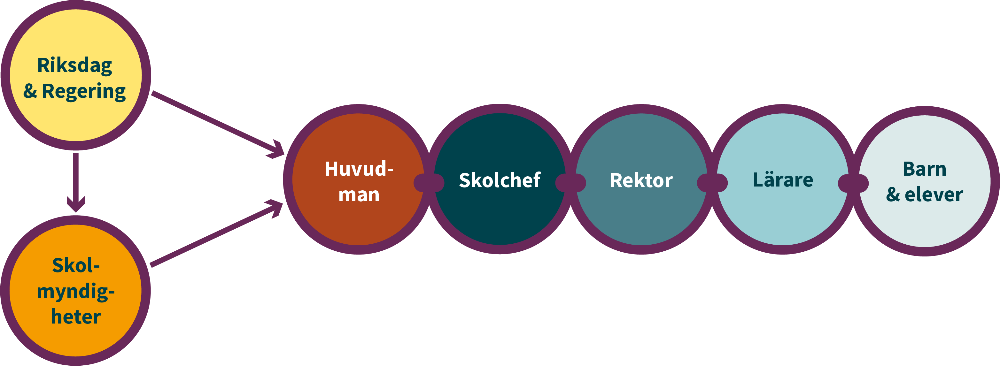 Riksdag
& Regering
Skol-
myndig-
heter
Huvud-
man
Skolchef
Rektor
Lärare
Barn
& elever